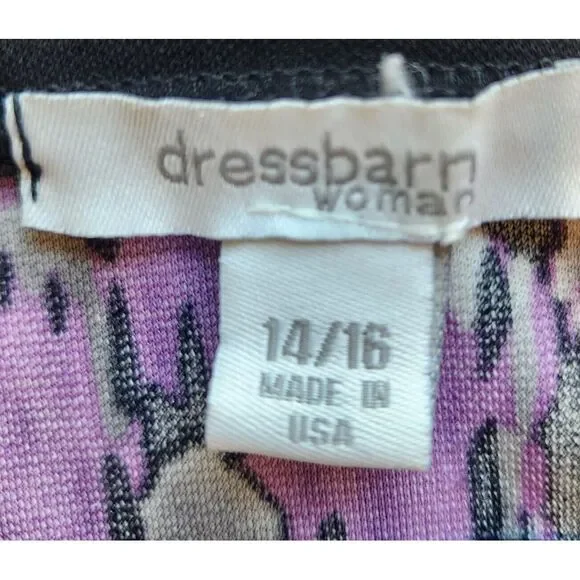 dressbarn
woman
14/16
MADE IN
USA